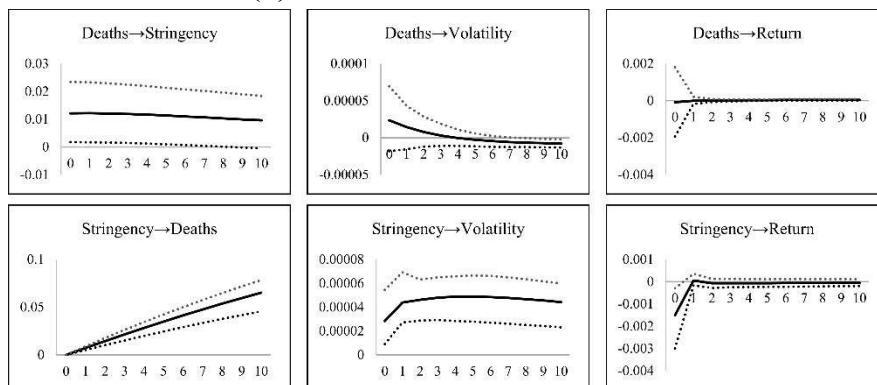 Deaths→Stringency
0.03
0.02
0.01
0
-0.01
0 1 2 3 4 5 6 7 8 9 10
Deaths→Volatility
0.0001
0.00005
0
-0.00005
0 1 2 3 4 5 6 7 8 9 10
Deaths→Return
0.002
0
-0.002
-0.004
0 1 2 3 4 5 6 7 8 9 10
Stringency→Deaths
0.1
0.05
0
0 1 2 3 4 5 6 7 8 9 10
Stringency→Volatility
0.00008
0.00006
0.00004
0.00002
0
0 1 2 3 4 5 6 7 8 9 10
Stringency→Return
0.001
0
-0.001
-0.002
-0.003
-0.004
0 1 2 3 4 5 6 7 8 9 10